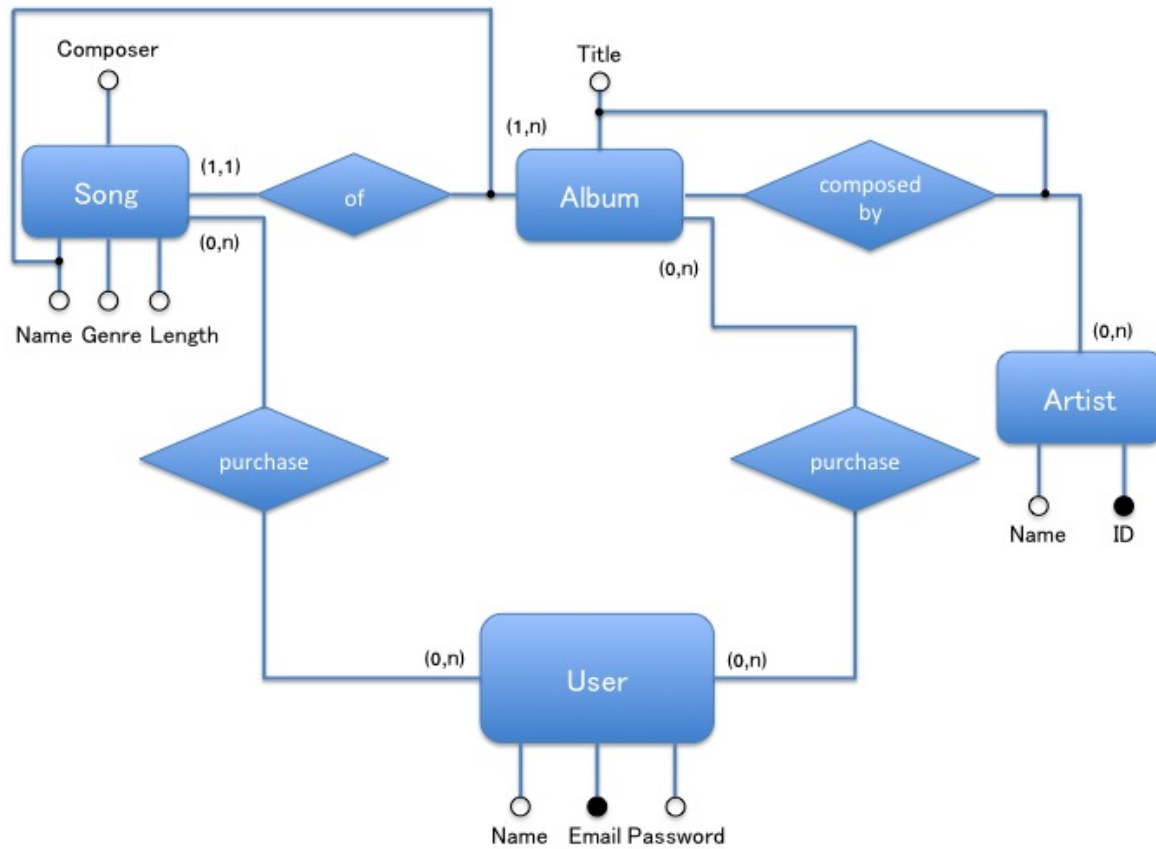 Composer
Title
(1,n)
(1,1)
Song
of
Album
composed
by
(0,n)
(0,n)
Name Genre Length
(0,n)
Artist
purchase
purchase
Name
ID
(0,n)
(0,n)
User
Name
Email
Password